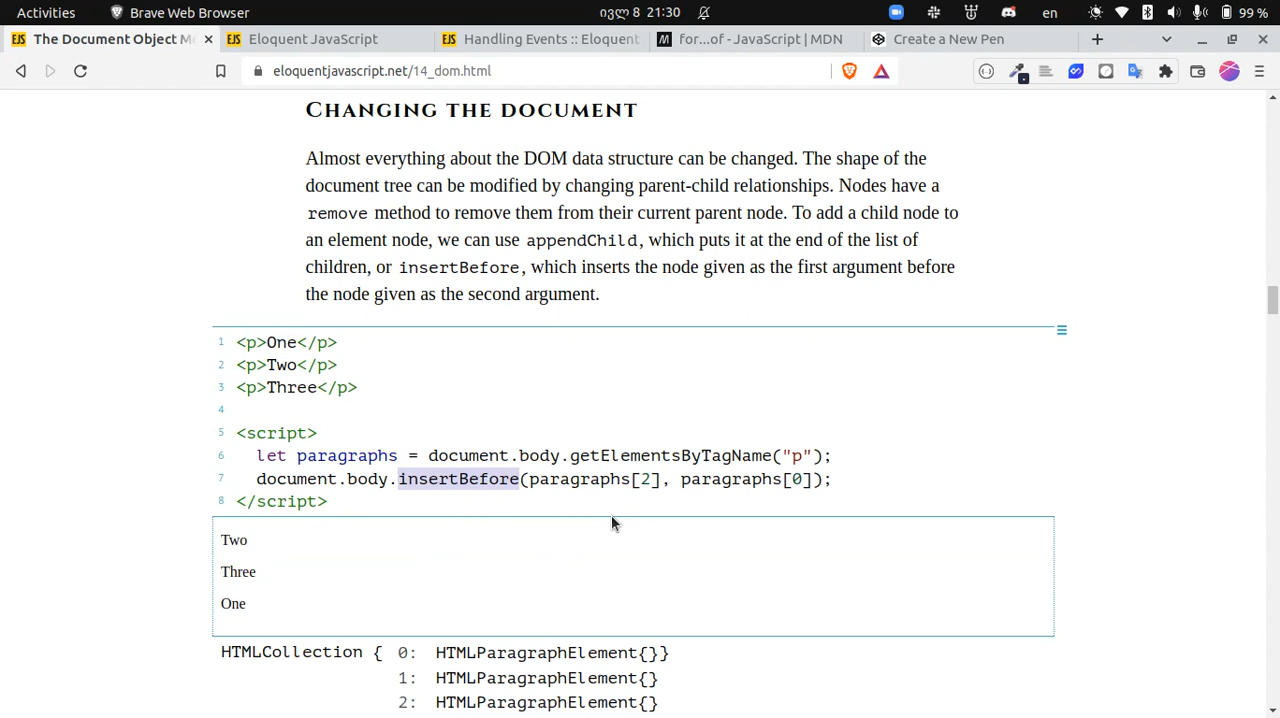 Activities Brave Web Browser ივლ 8 21:30 en 99 %
The Document Object Mo Eloquent JavaScript Handling Events :: Eloquent for...of - JavaScript | MDN Create a New Pen
eloquentjavascript.net/14_dom.html
Changing the document
Almost everything about the DOM data structure can be changed. The shape of the
document tree can be modified by changing parent-child relationships. Nodes have a
remove method to remove them from their current parent node. To add a child node to
an element node, we can use appendChild, which puts it at the end of the list of
children, or insertBefore, which inserts the node given as the first argument before
the node given as the second argument.
1 <p>One</p>
2 <p>Two</p>
3 <p>Three</p>
4
5 <script>
6 let paragraphs = document.body.getElementsByTagName("p");
7 document.body.insertBefore(paragraphs[2], paragraphs[0]);
8 </script>
Two
Three
One
HTMLCollection { 0: HTMLParagraphElement{}}
1: HTMLParagraphElement{}
2: HTMLParagraphElement{}